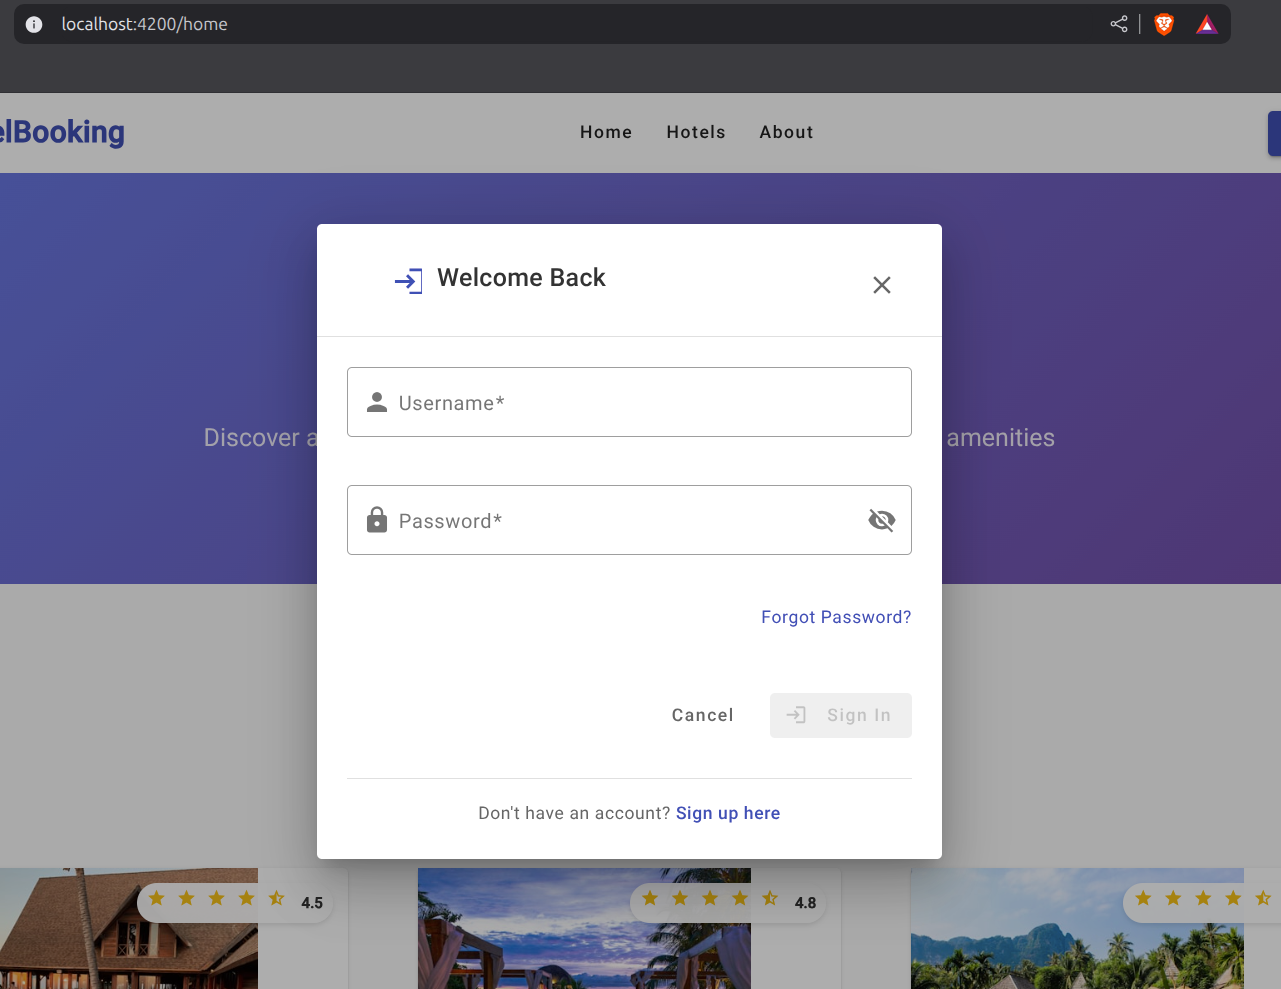 localhost:4200/home
elBooking
Home Hotels About
Welcome Back
Username*
Discover a
amenities
Password*
Forgot Password?
Cancel Sign In
Don't have an account? Sign up here
4.5 4.8